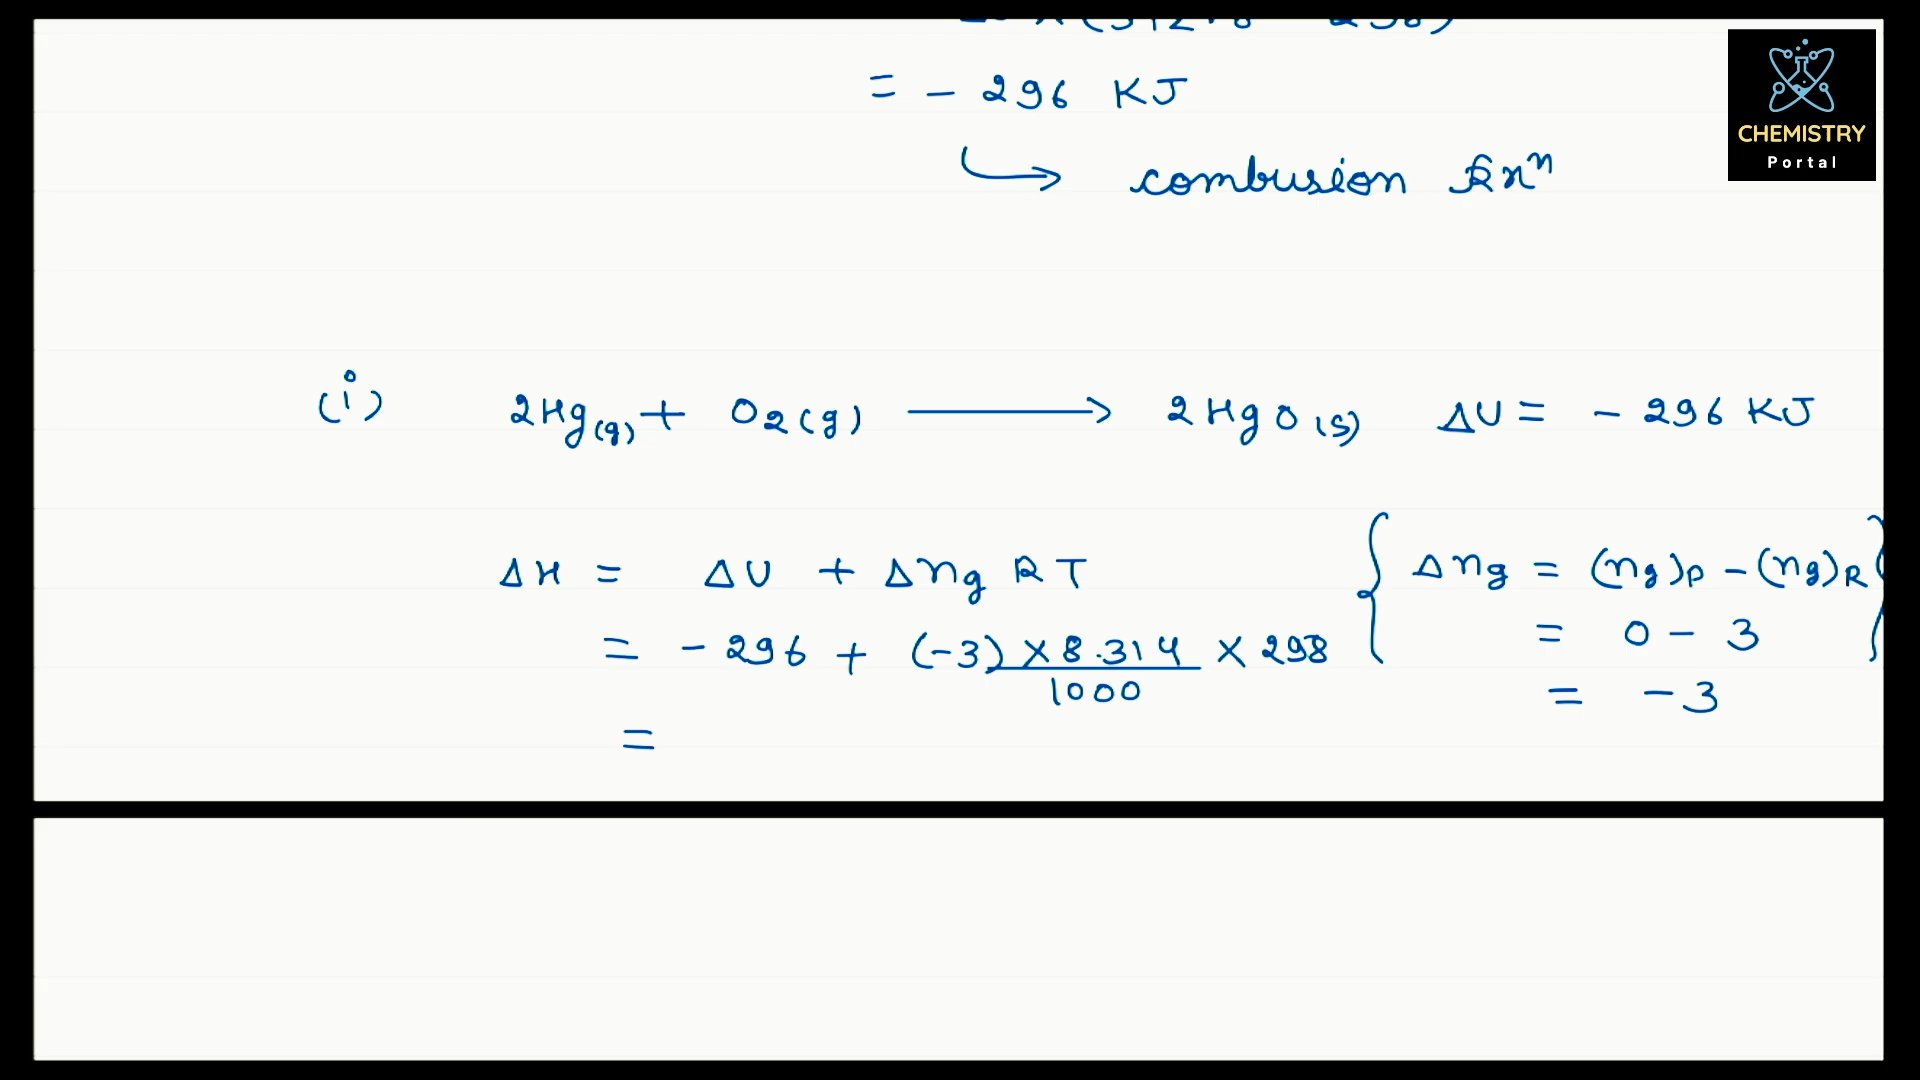 = - 296 KJ
CHEMISTRY
Portal
↳ combusion Rxⁿ
(i) 2Hg(g) + O2(g) ⟶ 2HgO(s) ΔU = - 296 KJ
ΔH = ΔU + Δng RT { Δng = (ng)P - (ng)R }
= 0 - 3
= - 296 + (-3) × 8.314 × 298
1000
= - 3
=